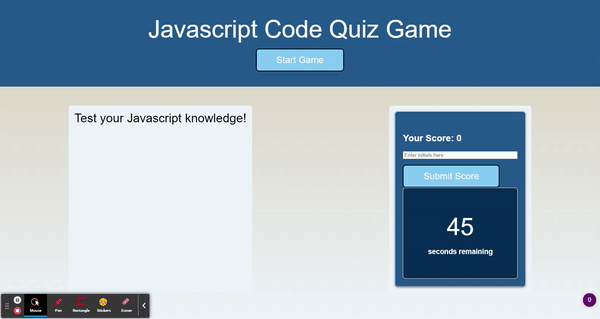 Javascript Code Quiz Game
Start Game
Test your Javascript knowledge!
Your Score: 0
Enter Initials here
Submit Score
45
seconds remaining
Mouse
Pen
Rectangle
Stickers
Eraser
0